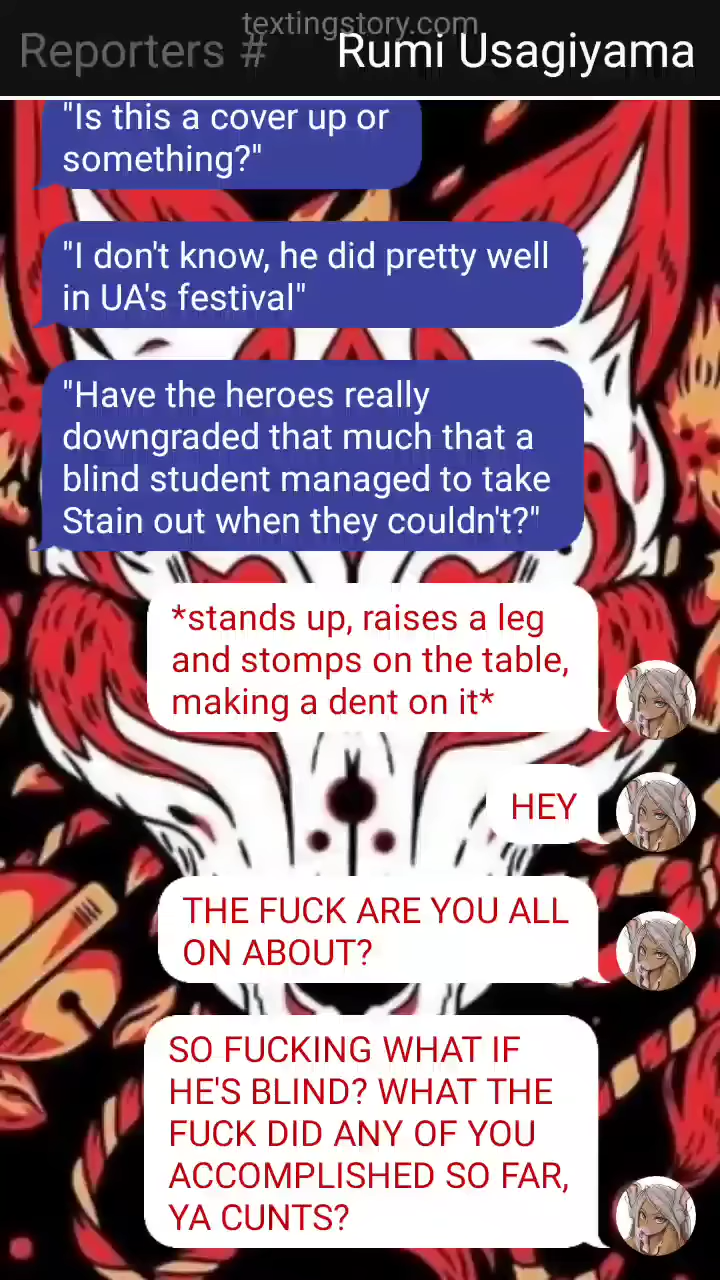 textingstory.com
Reporters # Rumi Usagiyama
"Is this a cover up or
something?"
"I don't know, he did pretty well
in UA's festival"
"Have the heroes really
downgraded that much that a
blind student managed to take
Stain out when they couldn't?"
*stands up, raises a leg
and stomps on the table,
making a dent on it*
HEY
THE FUCK ARE YOU ALL
ON ABOUT?
SO FUCKING WHAT IF
HE'S BLIND? WHAT THE
FUCK DID ANY OF YOU
ACCOMPLISHED SO FAR,
YA CUNTS?